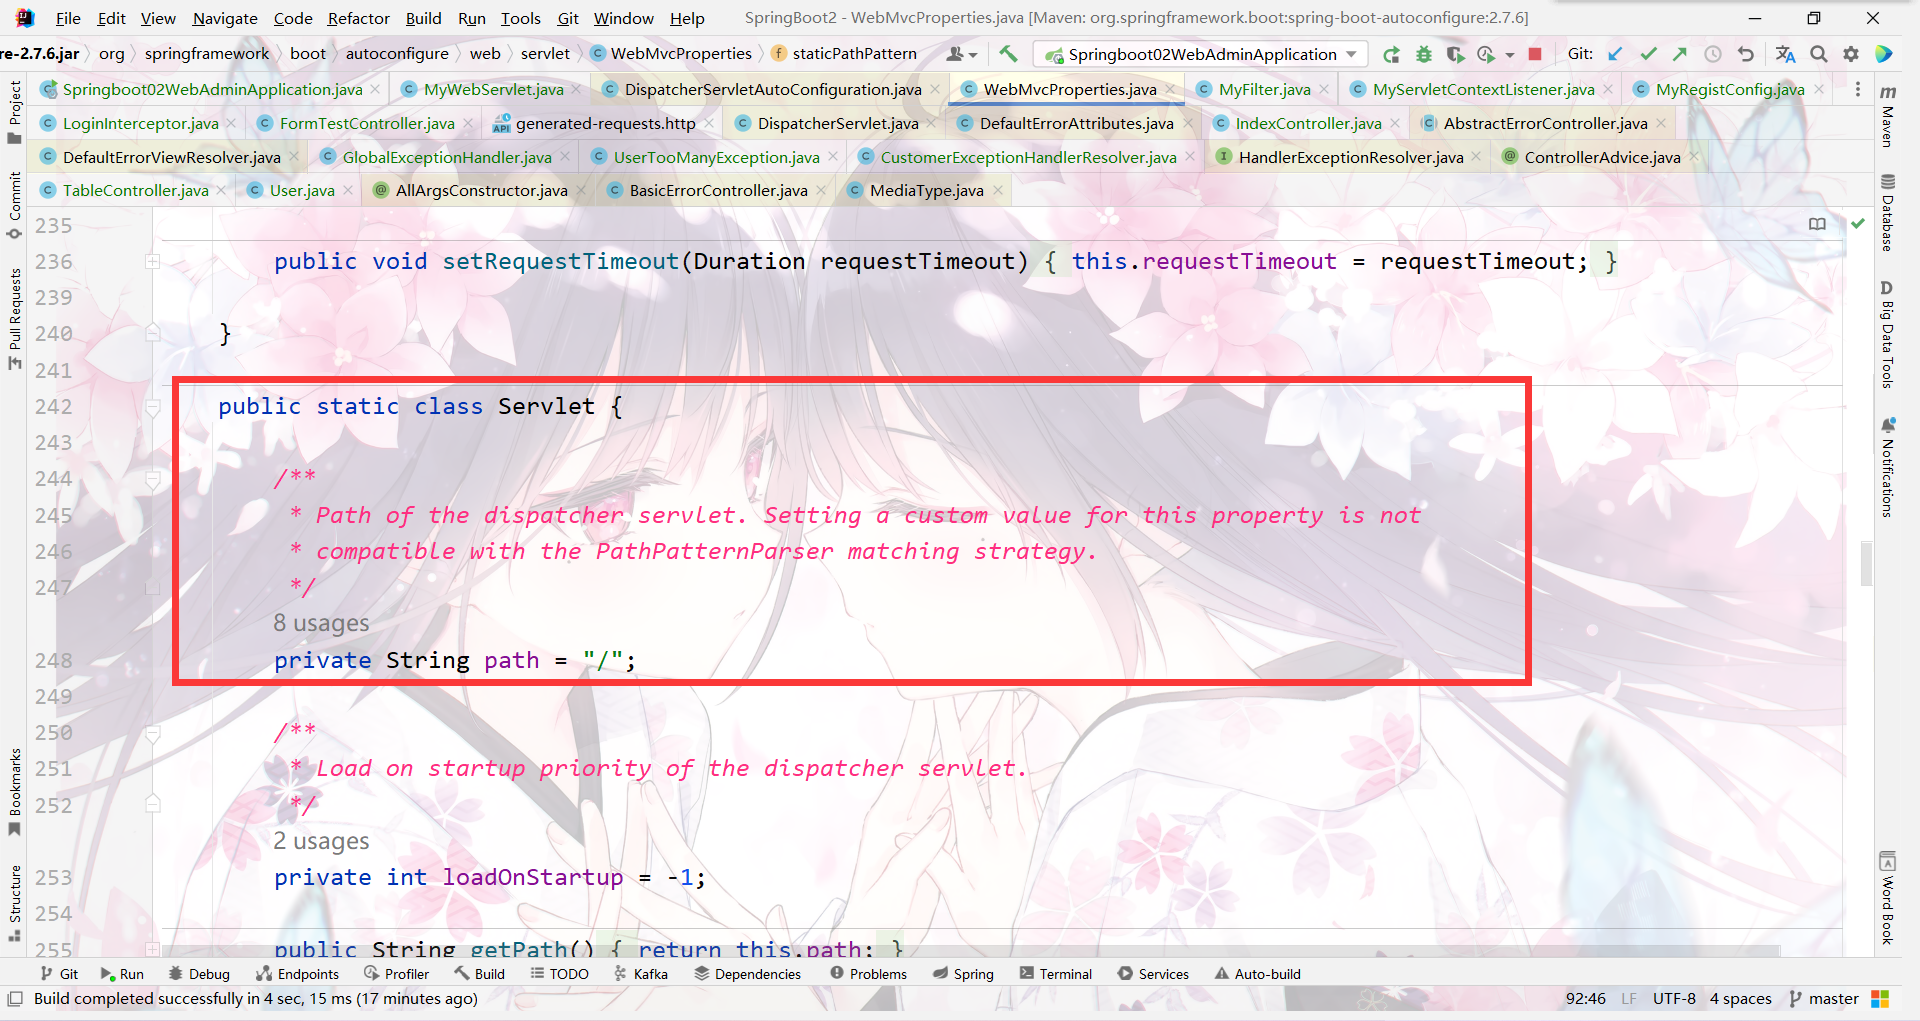 File Edit View Navigate Code Refactor Build Run Tools Git Window Help SpringBoot2 - WebMvcProperties.java [Maven: org.springframework.boot:spring-boot-autoconfigure:2.7.6]
re-2.7.6.jar org springframework boot autoconfigure web servlet WebMvcProperties staticPathPattern Springboot02WebAdminApplication Git:
Springboot02WebAdminApplication.java MyWebServlet.java DispatcherServletAutoConfiguration.java WebMvcProperties.java MyFilter.java MyServletContextListener.java MyRegistConfig.java
LoginInterceptor.java FormTestController.java generated-requests.http DispatcherServlet.java DefaultErrorAttributes.java IndexController.java AbstractErrorController.java
DefaultErrorViewResolver.java GlobalExceptionHandler.java UserTooManyException.java CustomerExceptionHandlerResolver.java HandlerExceptionResolver.java ControllerAdvice.java
TableController.java User.java AllArgsConstructor.java BasicErrorController.java MediaType.java
Project
Commit
Pull Requests
Bookmarks
Structure
235
236 public void setRequestTimeout(Duration requestTimeout) { this.requestTimeout = requestTimeout; }
239
240 }
241
242 public static class Servlet {
243
244 /**
245 * Path of the dispatcher servlet. Setting a custom value for this property is not
246 * compatible with the PathPatternParser matching strategy.
247 */
8 usages
248 private String path = "/";
249
250 /**
251 * Load on startup priority of the dispatcher servlet.
252 */
2 usages
253 private int loadOnStartup = -1;
254
255 public String getPath() { return this.path; }
Maven
Database
Big Data Tools
Notifications
Word Book
Git Run Debug Endpoints Profiler Build TODO Kafka Dependencies Problems Spring Terminal Services Auto-build
Build completed successfully in 4 sec, 15 ms (17 minutes ago) 92:46 LF UTF-8 4 spaces master